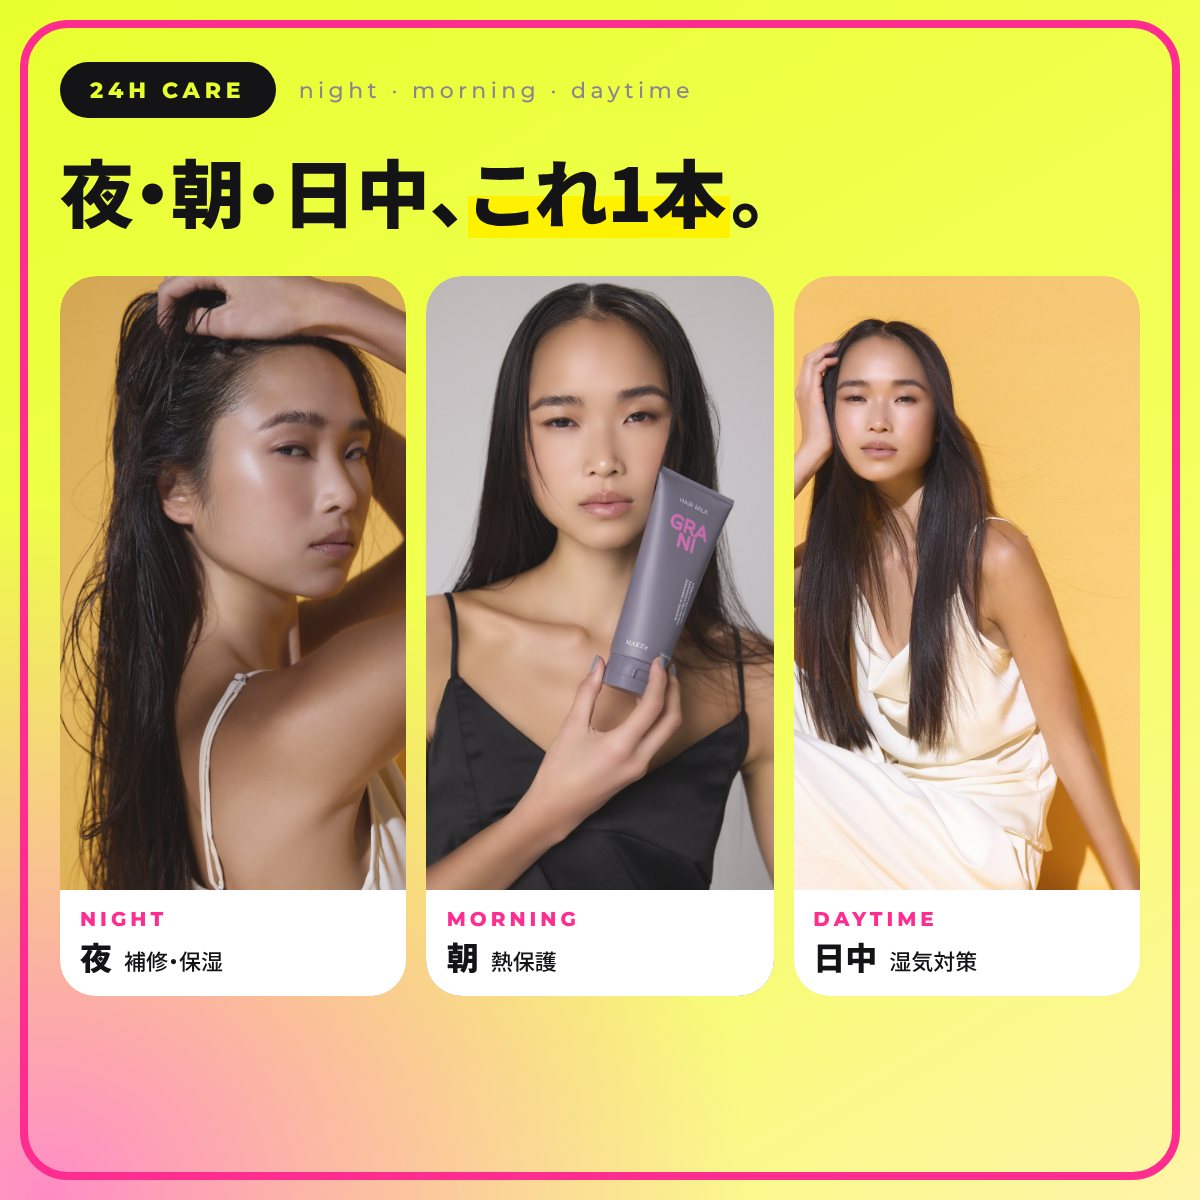 24H CARE
night · morning · daytime
夜・朝・日中、これ1本。
HAIR MILK
GRA
NI
NIGHT
夜 補修・保湿
MORNING
朝 熱保護
DAYTIME
日中 湿気対策